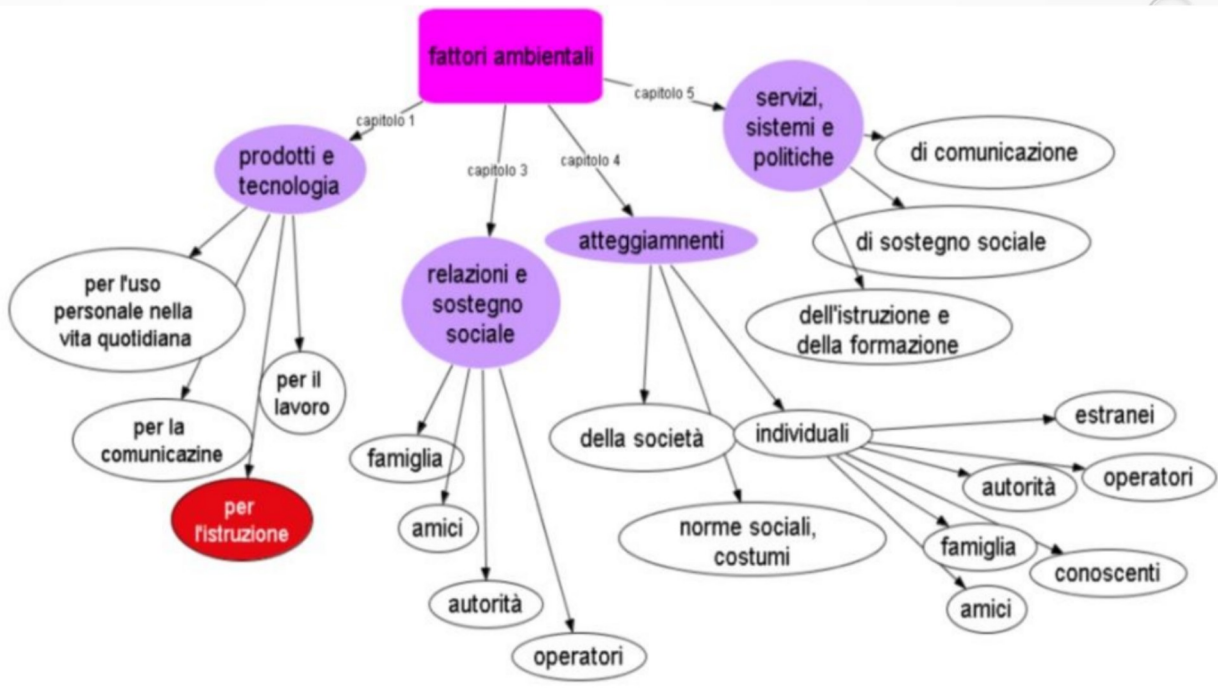 fattori ambientali
capitolo 1
capitolo 3
capitolo 4
capitolo 5
prodotti e
tecnologia
per l'uso
personale nella
vita quotidiana
per la
comunicazine
per
l'istruzione
per il
lavoro
relazioni e
sostegno
sociale
famiglia
amici
autorità
operatori
atteggiamnenti
della società
norme sociali,
costumi
individuali
estranei
operatori
autorità
famiglia
conoscenti
amici
servizi,
sistemi e
politiche
di comunicazione
di sostegno sociale
dell'istruzione e
della formazione